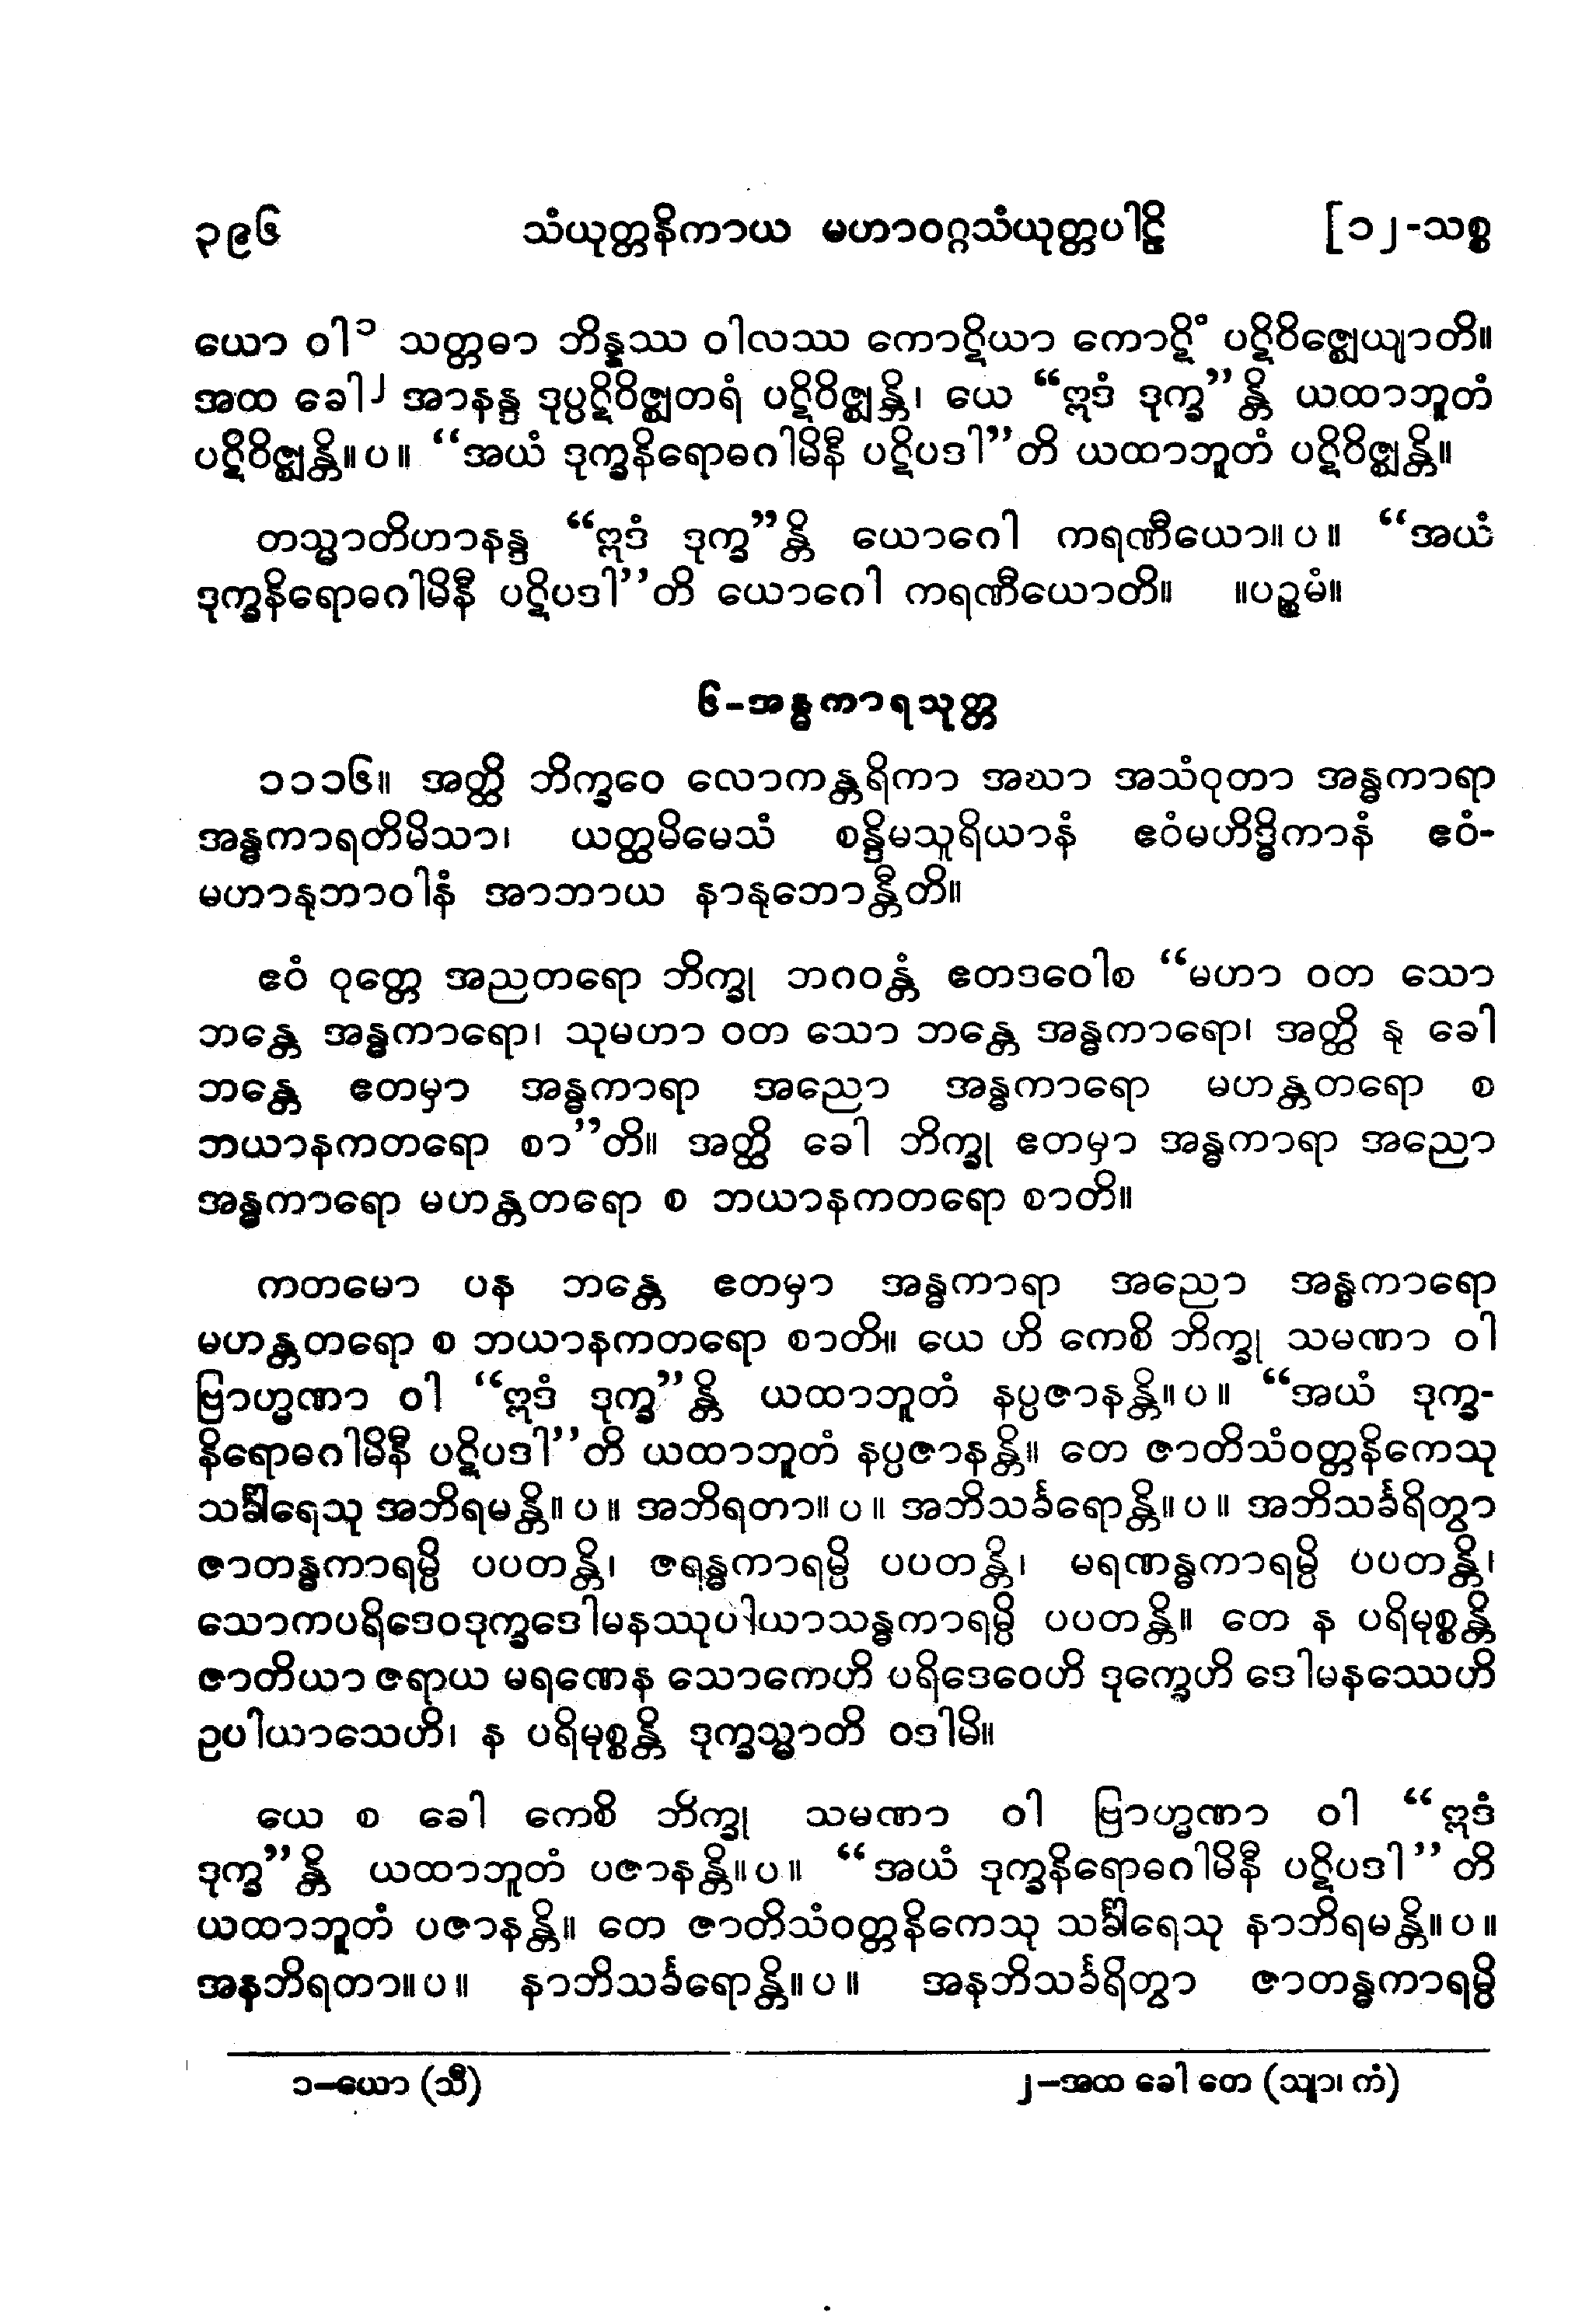 ၃၉၆ သံယုတ္တနိကာယ မဟာဝဂ္ဂသံယုတ္တပါဠိ [၁၂-သစ္စ
ယော ဝါ၁ သတ္တဓာ ဘိန္နဿ ဝါလဿ ကောဋိယာ ကောဋိံ ပဋိဝိဇ္ဈေယျာတိ။
အထ ခေါ၂ အာနန္ဒ ဒုပ္ပဋိဝိဇ္ဈတရံ ပဋိဝိဇ္ဈန္တိ၊ ယေ “ဣဒံ ဒုက္ခ”န္တိ ယထာဘူတံ
ပဋိဝိဇ္ဈန္တိ။ ပ။ “အယံ ဒုက္ခနိရောဓဂါမိနီ ပဋိပဒါ”တိ ယထာဘူတံ ပဋိဝိဇ္ဈန္တိ။
တသ္မာတိဟာနန္ဒ “ဣဒံ ဒုက္ခ”န္တိ ယောဂေါ ကရဏီယော။ ပ။ “အယံ
ဒုက္ခနိရောဓဂါမိနီ ပဋိပဒါ”တိ ယောဂေါ ကရဏီယောတိ။ ။ပဉ္စမံ။
၆-အန္ဓကာရသုတ္တ
၁၁၁၆။ အတ္ထိ ဘိက္ခဝေ လောကန္တရိကာ အဃာ အသံဝုတာ အန္ဓကာရာ
အန္ဓကာရတိမိသာ၊ ယတ္ထမိမေသံ စန္ဒိမသူရိယာနံ ဧဝံမဟိဒ္ဓိကာနံ ဧဝံ-
မဟာနုဘာဝါနံ အာဘာယ နာနုဘောန္တီတိ။
ဧဝံ ဝုတ္တေ အညတရော ဘိက္ခု ဘဂဝန္တံ ဧတဒဝေါစ “မဟာ ဝတ သော
ဘန္တေ အန္ဓကာရော၊ သုမဟာ ဝတ သော ဘန္တေ အန္ဓကာရော၊ အတ္ထိ နု ခေါ
ဘန္တေ ဧတမှာ အန္ဓကာရာ အညော အန္ဓကာရော မဟန္တတရော စ
ဘယာနကတရော စာ”တိ။ အတ္ထိ ခေါ ဘိက္ခု ဧတမှာ အန္ဓကာရာ အညော
အန္ဓကာရော မဟန္တတရော စ ဘယာနကတရော စာတိ။
ကတမော ပန ဘန္တေ ဧတမှာ အန္ဓကာရာ အညော အန္ဓကာရော
မဟန္တတရော စ ဘယာနကတရော စာတိ။ ယေ ဟိ ကေစိ ဘိက္ခု သမဏာ ဝါ
ဗြာဟ္မဏာ ဝါ “ဣဒံ ဒုက္ခ”န္တိ ယထာဘူတံ နပ္ပဇာနန္တိ။ ပ။ “အယံ ဒုက္ခ-
နိရောဓဂါမိနီ ပဋိပဒါ”တိ ယထာဘူတံ နပ္ပဇာနန္တိ။ တေ ဇာတိသံဝတ္တနိကေသု
သင်္ခါရေသု အဘိရမန္တိ။ ပ။ အဘိရတာ။ ပ။ အဘိသင်္ခရောန္တိ။ ပ။ အဘိသင်္ခရိတွာ
ဇာတန္ဓကာရမ္ပိ ပပတန္တိ၊ ဇရန္ဓကာရမ္ပိ ပပတန္တိ၊ မရဏန္ဓကာရမ္ပိ ပပတန္တိ၊
သောကပရိဒေဝဒုက္ခဒေါမနဿုပါယာသန္ဓကာရမ္ပိ ပပတန္တိ။ တေ န ပရိမုစ္စန္တိ
ဇာတိယာ ဇရာယ မရဏေန သောကေဟိ ပရိဒေဝေဟိ ဒုက္ခေဟိ ဒေါမနဿေဟိ
ဥပါယာသေဟိ၊ န ပရိမုစ္စန္တိ ဒုက္ခသ္မာတိ ဝဒါမိ။
ယေ စ ခေါ ကေစိ ဘိက္ခု သမဏာ ဝါ ဗြာဟ္မဏာ ဝါ “ဣဒံ
ဒုက္ခ”န္တိ ယထာဘူတံ ပဇာနန္တိ။ ပ။ “အယံ ဒုက္ခနိရောဓဂါမိနီ ပဋိပဒါ”တိ
ယထာဘူတံ ပဇာနန္တိ။ တေ ဇာတိသံဝတ္တနိကေသု သင်္ခါရေသု နာဘိရမန္တိ။ ပ။
အနဘိရတာ။ ပ။ နာဘိသင်္ခရောန္တိ။ ပ။ အနဘိသင်္ခရိတွာ ဇာတန္ဓကာရမ္ပိ
၁-ယော (သီ) ၂-အထ ခေါ တေ (သျာ၊ ကံ)